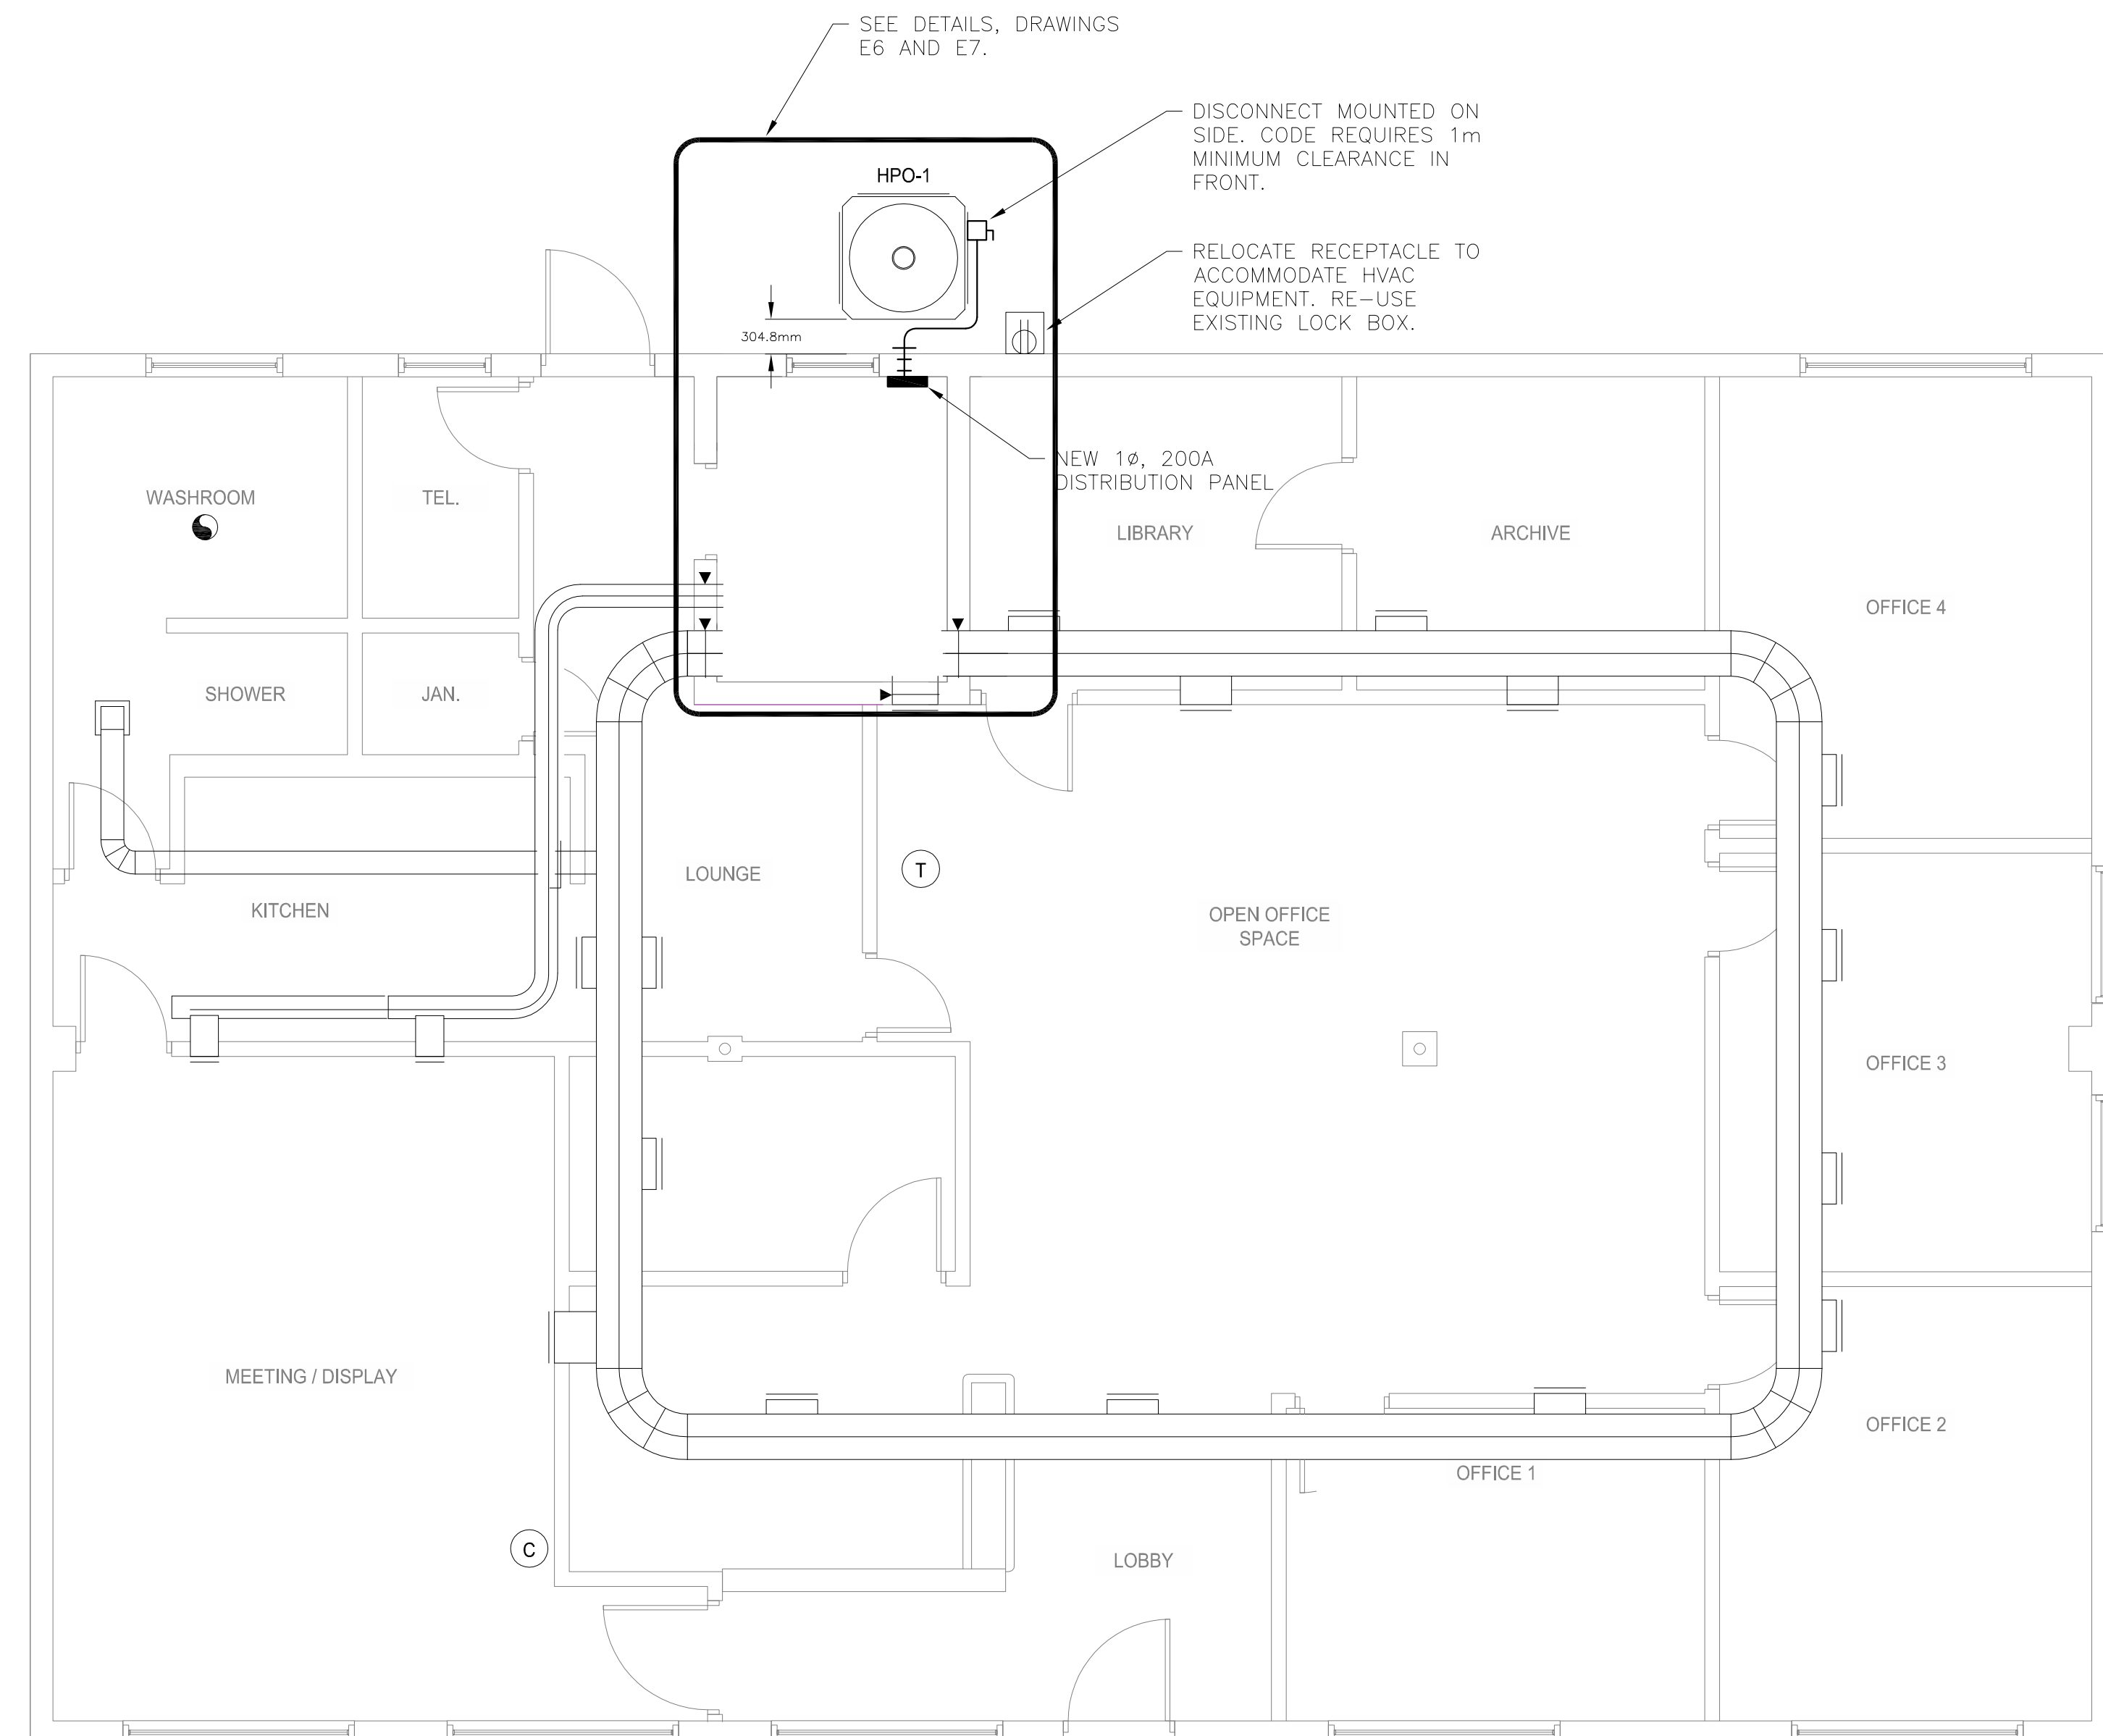 SEE DETAILS, DRAWINGS
E6 AND E7.
DISCONNECT MOUNTED ON
SIDE. CODE REQUIRES 1m
MINIMUM CLEARANCE IN
FRONT.
HPO-1
RELOCATE RECEPTACLE TO
ACCOMMODATE HVAC
EQUIPMENT. RE-USE
EXISTING LOCK BOX.
304.8mm
NEW 1ø, 200A
DISTRIBUTION PANEL
WASHROOM
TEL.
LIBRARY
ARCHIVE
OFFICE 4
SHOWER
JAN.
LOUNGE
T
KITCHEN
OPEN OFFICE
SPACE
OFFICE 3
MEETING / DISPLAY
OFFICE 2
OFFICE 1
C
LOBBY